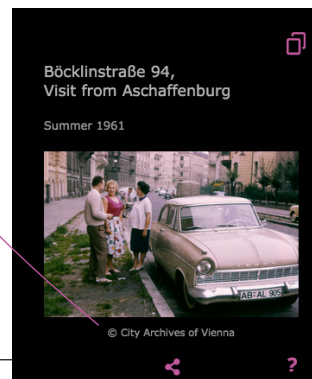 Böcklinstraße 94,
Visit from Aschaffenburg
Summer 1961
AB-AL 905
© City Archives of Vienna
?